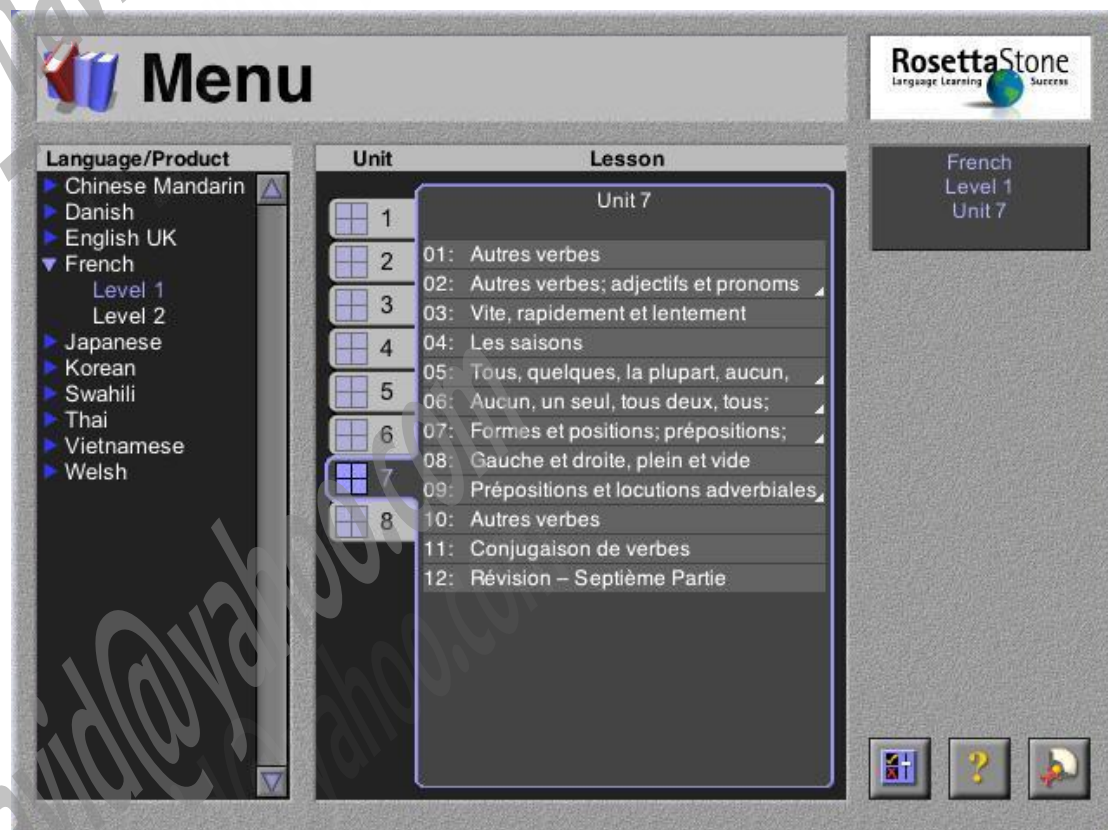 Menu
RosettaStone
Language Learning Success
Language/Product
Chinese Mandarin
Danish
English UK
French
Level 1
Level 2
Japanese
Korean
Swahili
Thai
Vietnamese
Welsh
Unit
Lesson
1
2
3
4
5
6
7
8
Unit 7
01: Autres verbes
02: Autres verbes; adjectifs et pronoms
03: Vite, rapidement et lentement
04: Les saisons
05: Tous, quelques, la plupart, aucun,
06: Aucun, un seul, tous deux, tous;
07: Formes et positions; prépositions;
08: Gauche et droite, plein et vide
09: Prépositions et locutions adverbiales
10: Autres verbes
11: Conjugaison de verbes
12: Révision – Septième Partie
French
Level 1
Unit 7
?
vid@yahoo.com